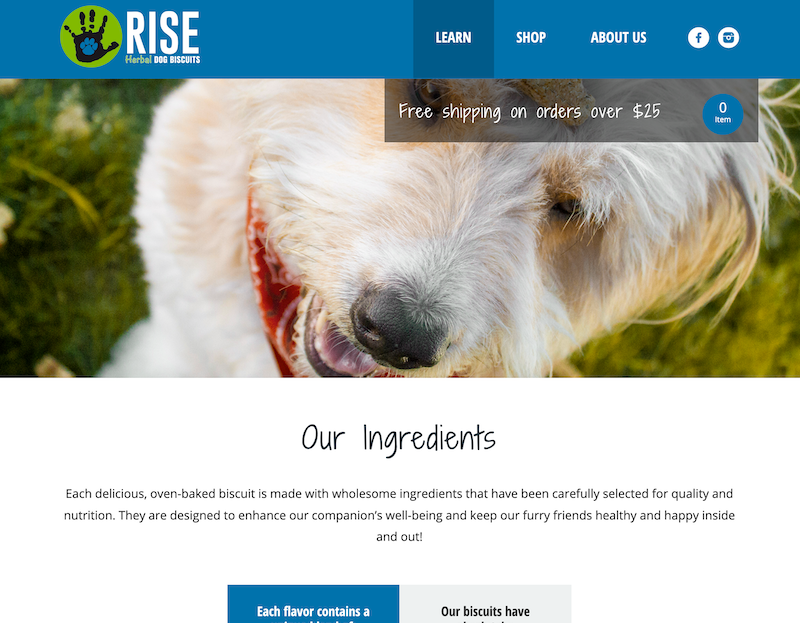 RISE
Herbal DOG BISCUITS
LEARN
SHOP
ABOUT US
Free shipping on orders over $25
0
Item
Our Ingredients
Each delicious, oven-baked biscuit is made with wholesome ingredients that have been carefully selected for quality and
nutrition. They are designed to enhance our companion’s well-being and keep our furry friends healthy and happy inside
and out!
Each flavor contains a
Our biscuits have